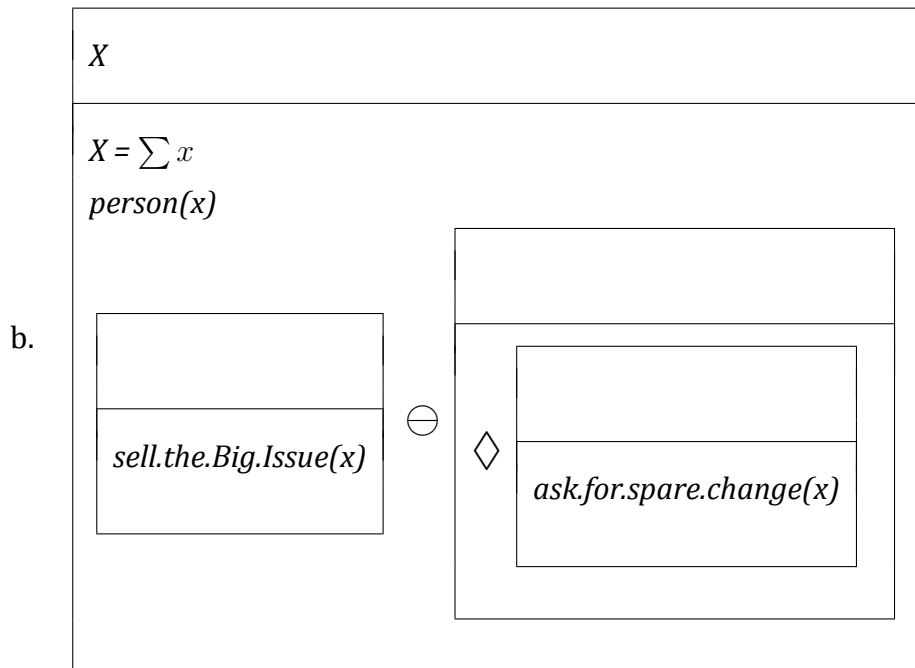 X
X = ∑ x
person(x)
b.
sell.the.Big.Issue(x) ⊖ ◇ ask.for.spare.change(x)